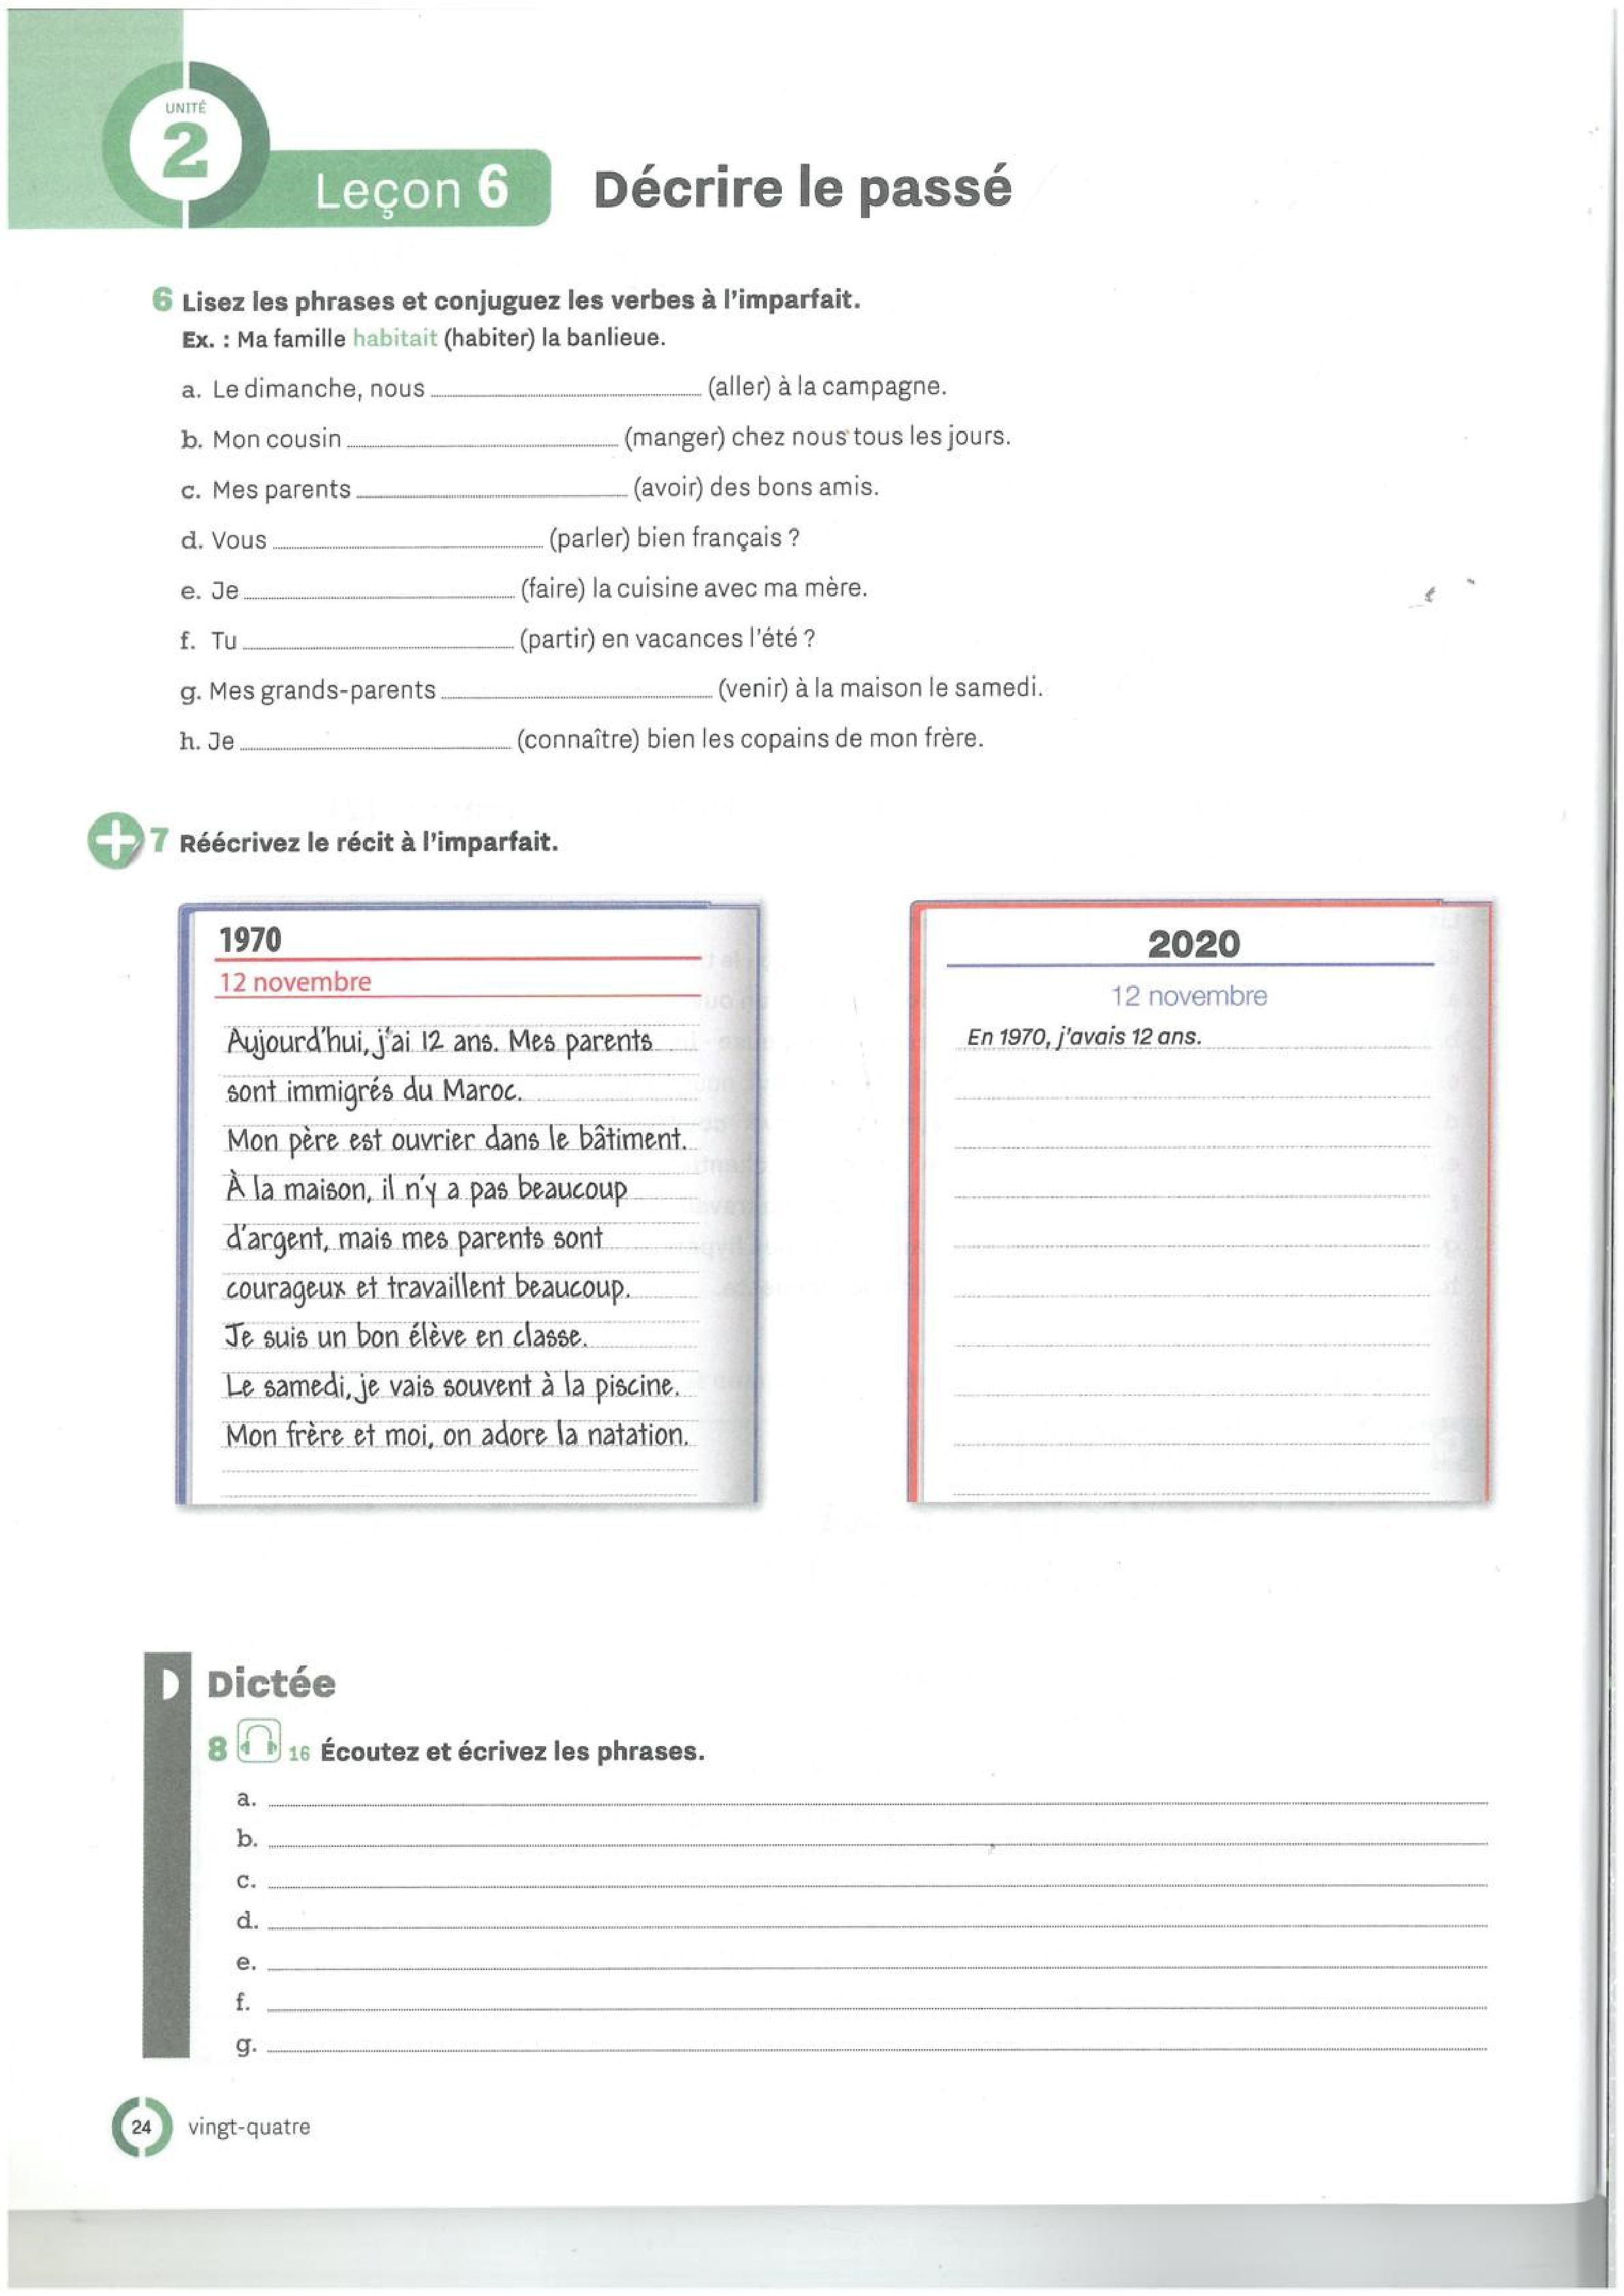 UNITÉ
2
Leçon 6 Décrire le passé
6 Lisez les phrases et conjuguez les verbes à l'imparfait.
Ex. : Ma famille habitait (habiter) la banlieue.
a. Le dimanche, nous (aller) à la campagne.
b. Mon cousin (manger) chez nous tous les jours.
c. Mes parents (avoir) des bons amis.
d. Vous (parler) bien français ?
e. Je (faire) la cuisine avec ma mère.
f. Tu (partir) en vacances l'été ?
g. Mes grands-parents (venir) à la maison le samedi.
h. Je (connaître) bien les copains de mon frère.
7 Réécrivez le récit à l'imparfait.
1970
12 novembre
Aujourd'hui, j'ai 12 ans. Mes parents
sont immigrés du Maroc.
Mon père est ouvrier dans le bâtiment.
À la maison, il n'y a pas beaucoup
d'argent, mais mes parents sont
courageux et travaillent beaucoup.
Je suis un bon élève en classe.
Le samedi, je vais souvent à la piscine.
Mon frère et moi, on adore la natation.
2020
12 novembre
En 1970, j'avais 12 ans.
Dictée
8 16 Écoutez et écrivez les phrases.
a.
b.
c.
d.
e.
f.
g.
24 vingt-quatre